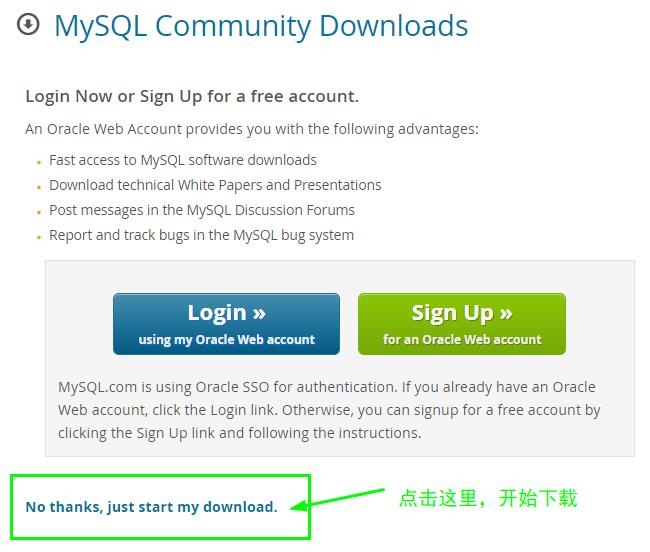 MySQL Community Downloads
Login Now or Sign Up for a free account.
An Oracle Web Account provides you with the following advantages:
Fast access to MySQL software downloads
Download technical White Papers and Presentations
Post messages in the MySQL Discussion Forums
Report and track bugs in the MySQL bug system
Login »
using my Oracle Web account
Sign Up »
for an Oracle Web account
MySQL.com is using Oracle SSO for authentication. If you already have an Oracle
Web account, click the Login link. Otherwise, you can signup for a free account by
clicking the Sign Up link and following the instructions.
No thanks, just start my download.
点击这里，开始下载